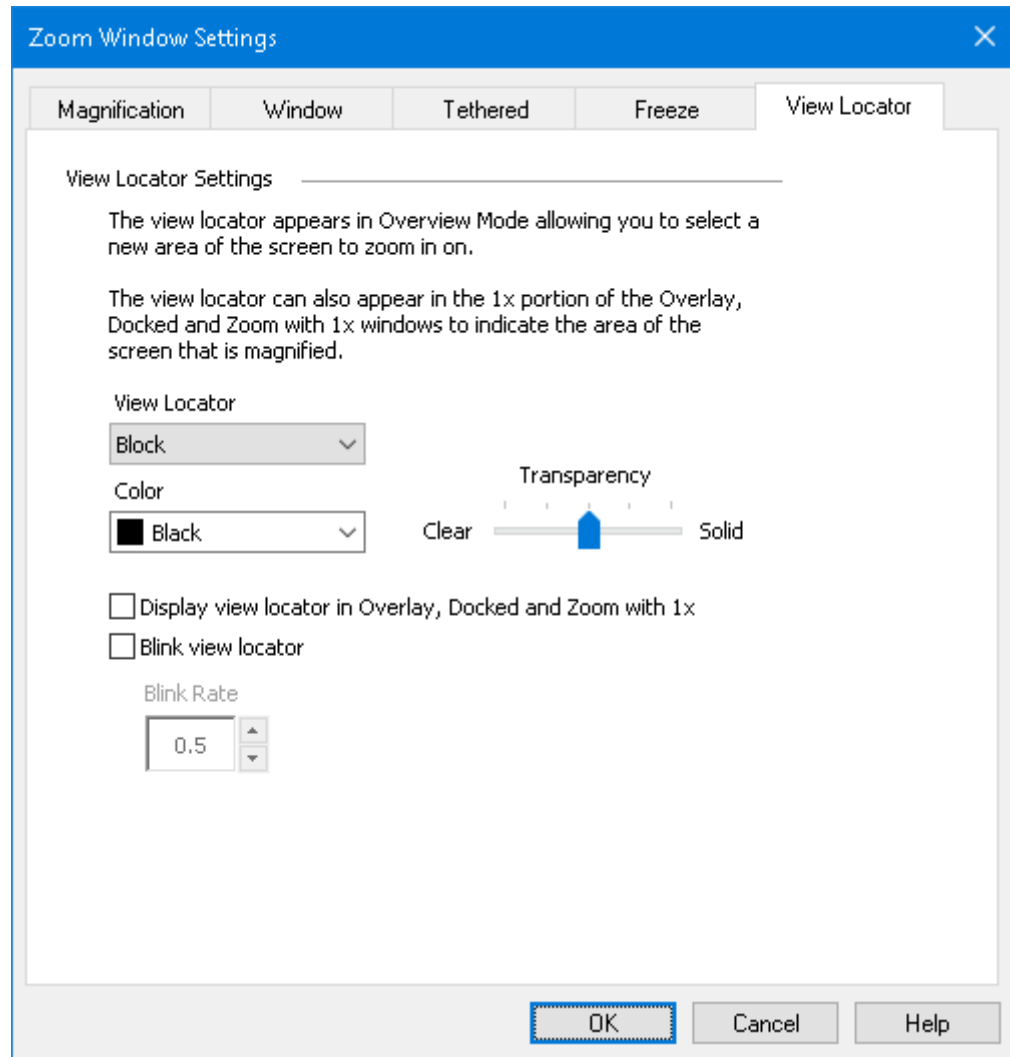 Zoom Window Settings
Magnification
Window
Tethered
Freeze
View Locator
View Locator Settings
The view locator appears in Overview Mode allowing you to select a
new area of the screen to zoom in on.
The view locator can also appear in the 1x portion of the Overlay,
Docked and Zoom with 1x windows to indicate the area of the
screen that is magnified.
View Locator
Block
Color
Black
Transparency
Clear
Solid
Display view locator in Overlay, Docked and Zoom with 1x
Blink view locator
Blink Rate
0.5
OK
Cancel
Help